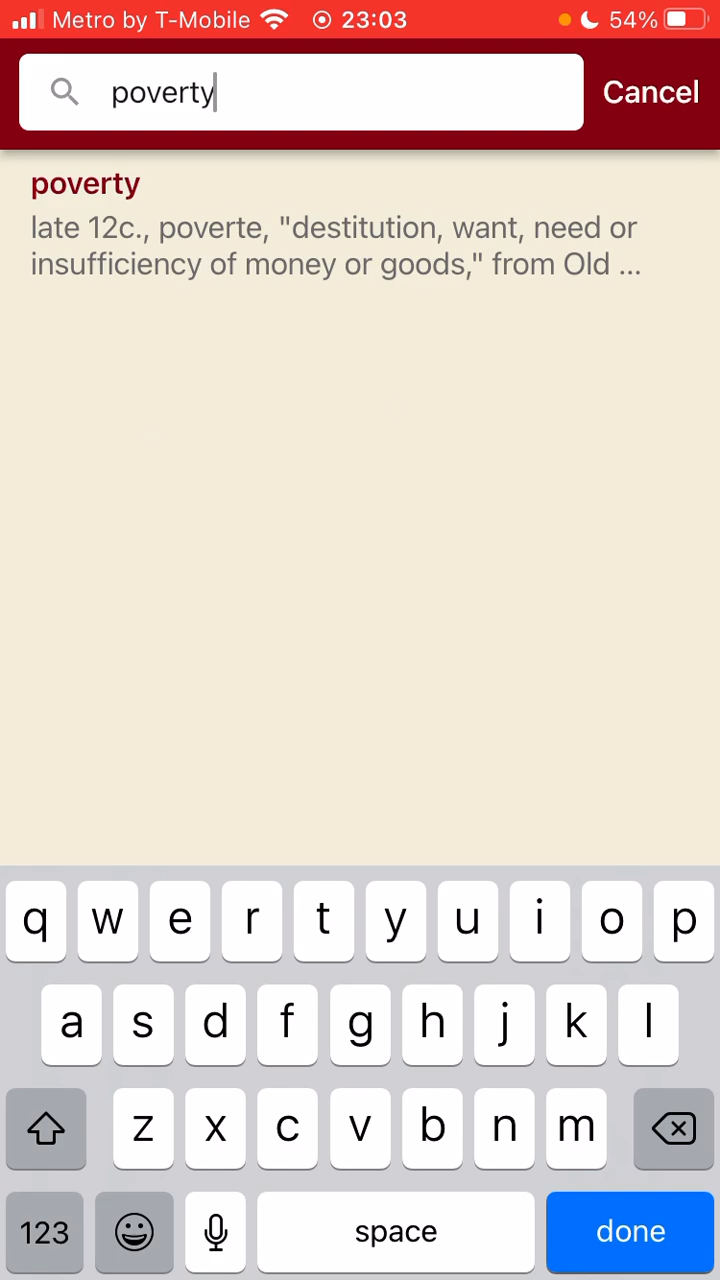 Metro by T-Mobile 23:03 54%
poverty Cancel
poverty
late 12c., poverte, "destitution, want, need or
insufficiency of money or goods," from Old ...
q w e r t y u i o p
a s d f g h j k l
z x c v b n m
123 space done